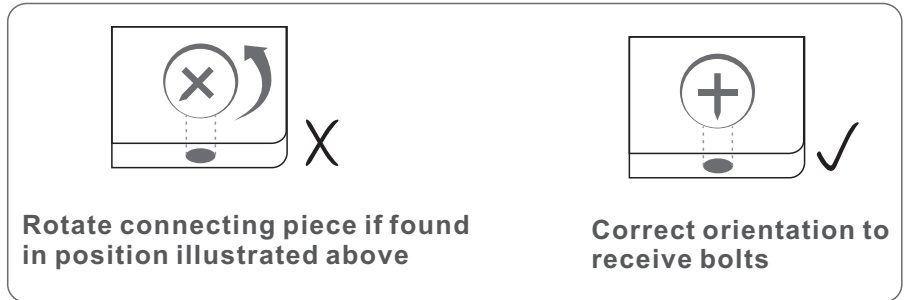 Rotate connecting piece if found
in position illustrated above
Correct orientation to
receive bolts